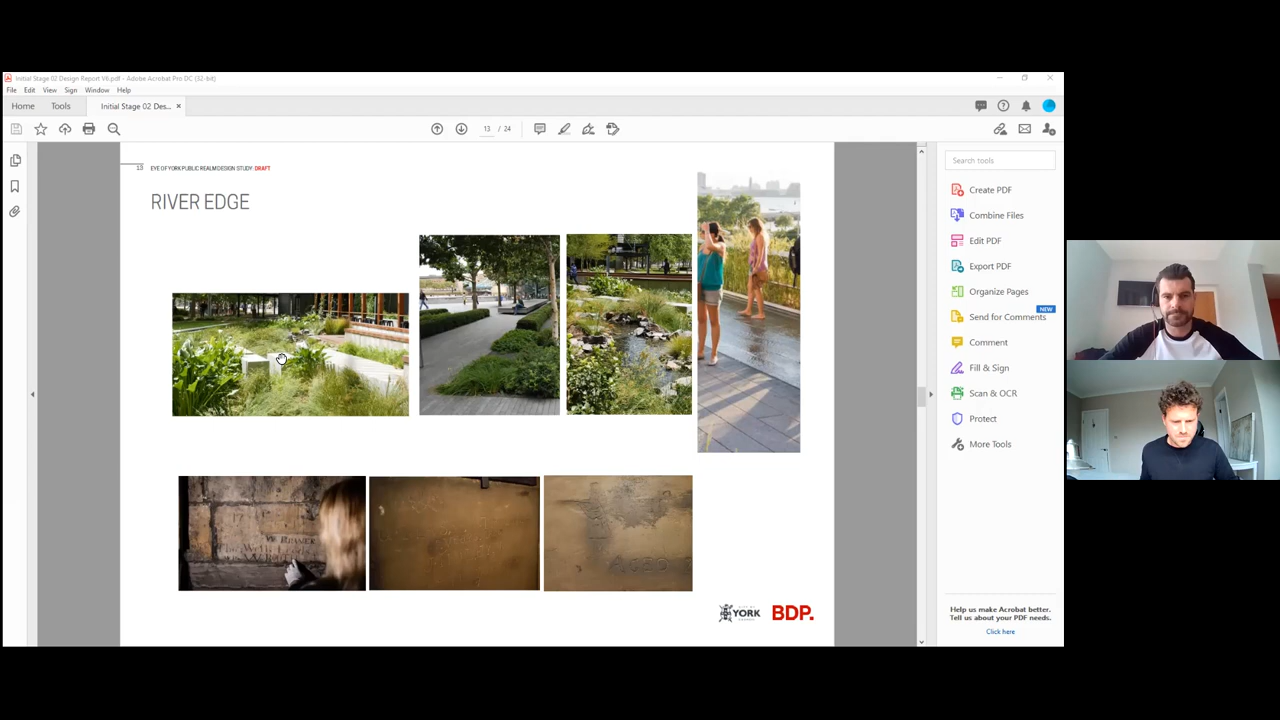 Initial Stage 02 Design Report V6.pdf - Adobe Acrobat Pro DC (32-bit)
File Edit View Sign Window Help
Home Tools Initial Stage 02 Des... ×
13 / 24
Search tools
13 EYE OF YORK PUBLIC REALM DESIGN STUDY: DRAFT
RIVER EDGE
Create PDF
Combine Files
Edit PDF
Export PDF
Organize Pages
NEW
Send for Comments
Comment
Fill & Sign
Scan & OCR
Protect
More Tools
AGED
YORK
BDP.
Help us make Acrobat better.
Tell us about your PDF needs.
Click here